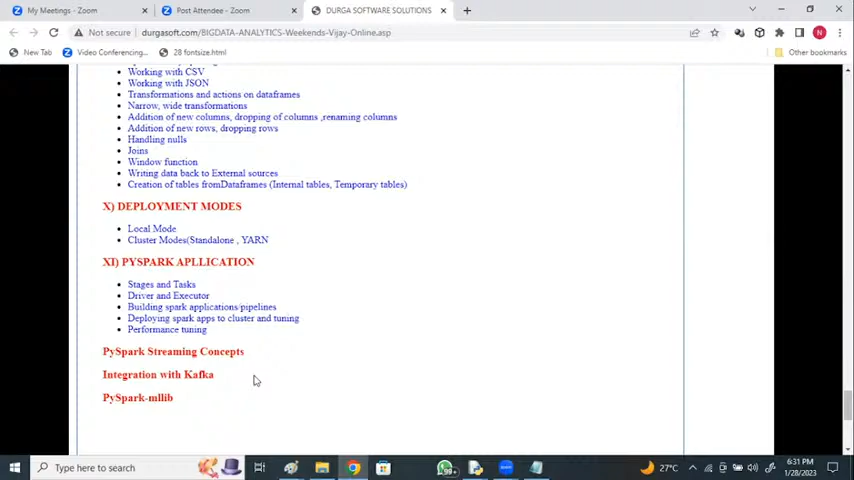 My Meetings - Zoom
Post Attendee - Zoom
DURGA SOFTWARE SOLUTIONS
Not secure
durgasoft.com/BIGDATA-ANALYTICS-Weekends-Vijay-Online.asp
N
New Tab
Video Conferencing...
28 fontsize.html
Other bookmarks
Working with CSV
Working with JSON
Transformations and actions on dataframes
Narrow, wide transformations
Addition of new columns, dropping of columns ,renaming columns
Addition of new rows, dropping rows
Handling nulls
Joins
Window function
Writing data back to External sources
Creation of tables fromDataframes (Internal tables, Temporary tables)
X) DEPLOYMENT MODES
Local Mode
Cluster Modes(Standalone , YARN
XI) PYSPARK APLLICATION
Stages and Tasks
Driver and Executor
Building spark applications/pipelines
Deploying spark apps to cluster and tuning
Performance tuning
PySpark Streaming Concepts
Integration with Kafka
PySpark-mllib
Type here to search
99+
27°C
6:31 PM
1/28/2023